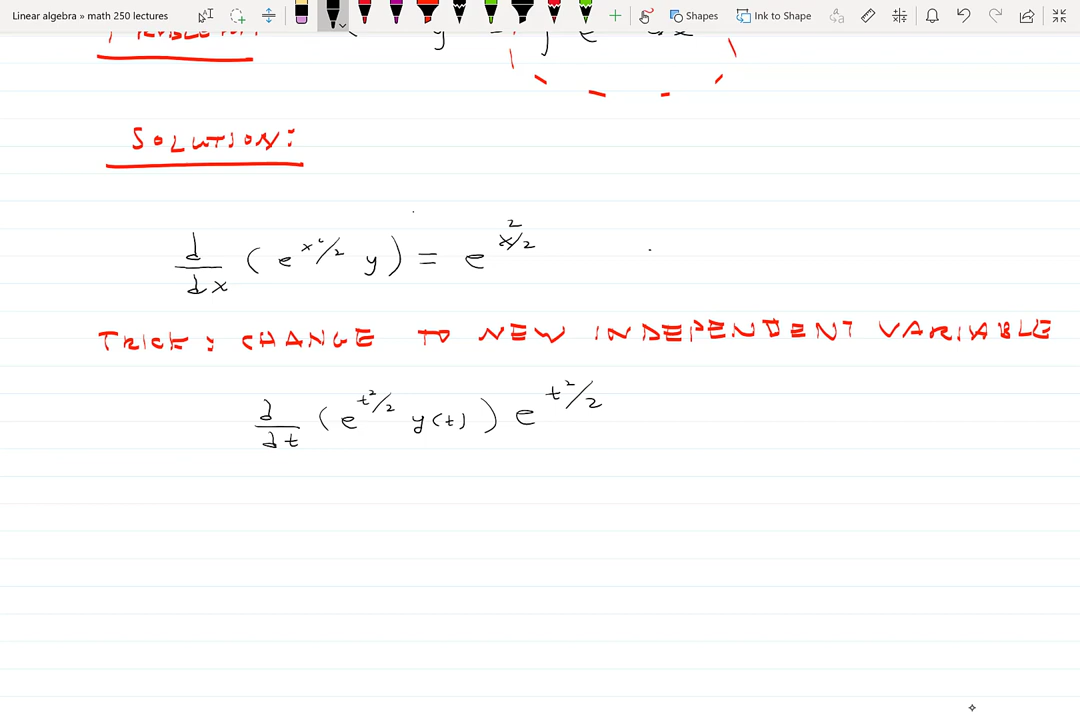 Linear algebra » math 250 lectures
Shapes
Ink to Shape
SOLUTION:
d/dx (e^x²/2 y) = e^x²/2
TRICK: CHANGE TO NEW INDEPENDENT VARIABLE
d/dt (e^t²/2 y(t)) e^t²/2